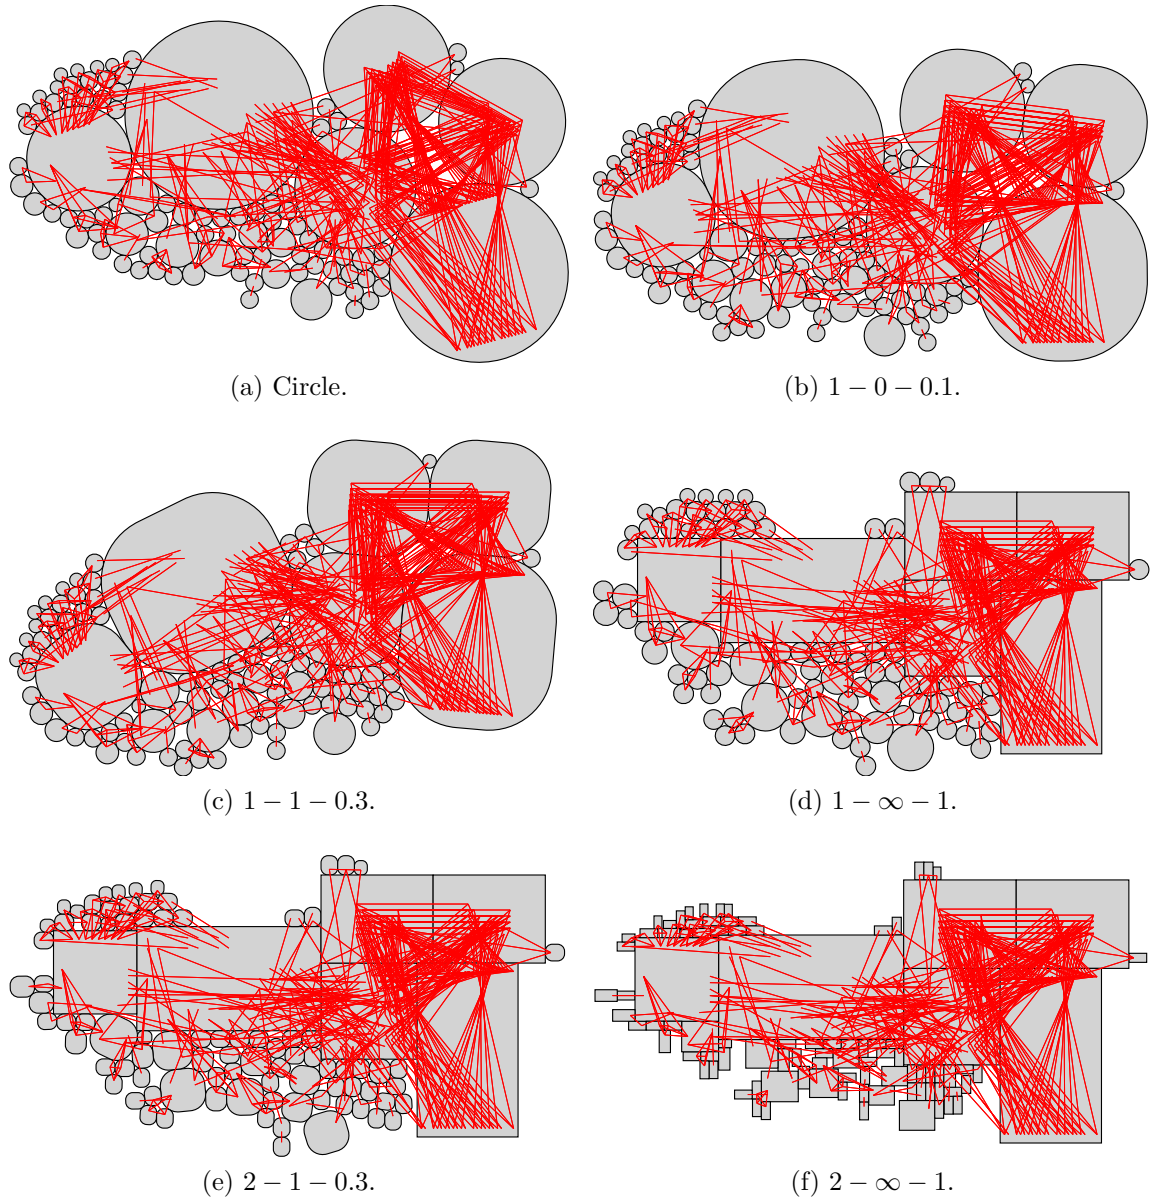 (a) Circle.
(b) 1 − 0 − 0.1.
(c) 1 − 1 − 0.3.
(d) 1 − ∞ − 1.
(e) 2 − 1 − 0.3.
(f) 2 − ∞ − 1.